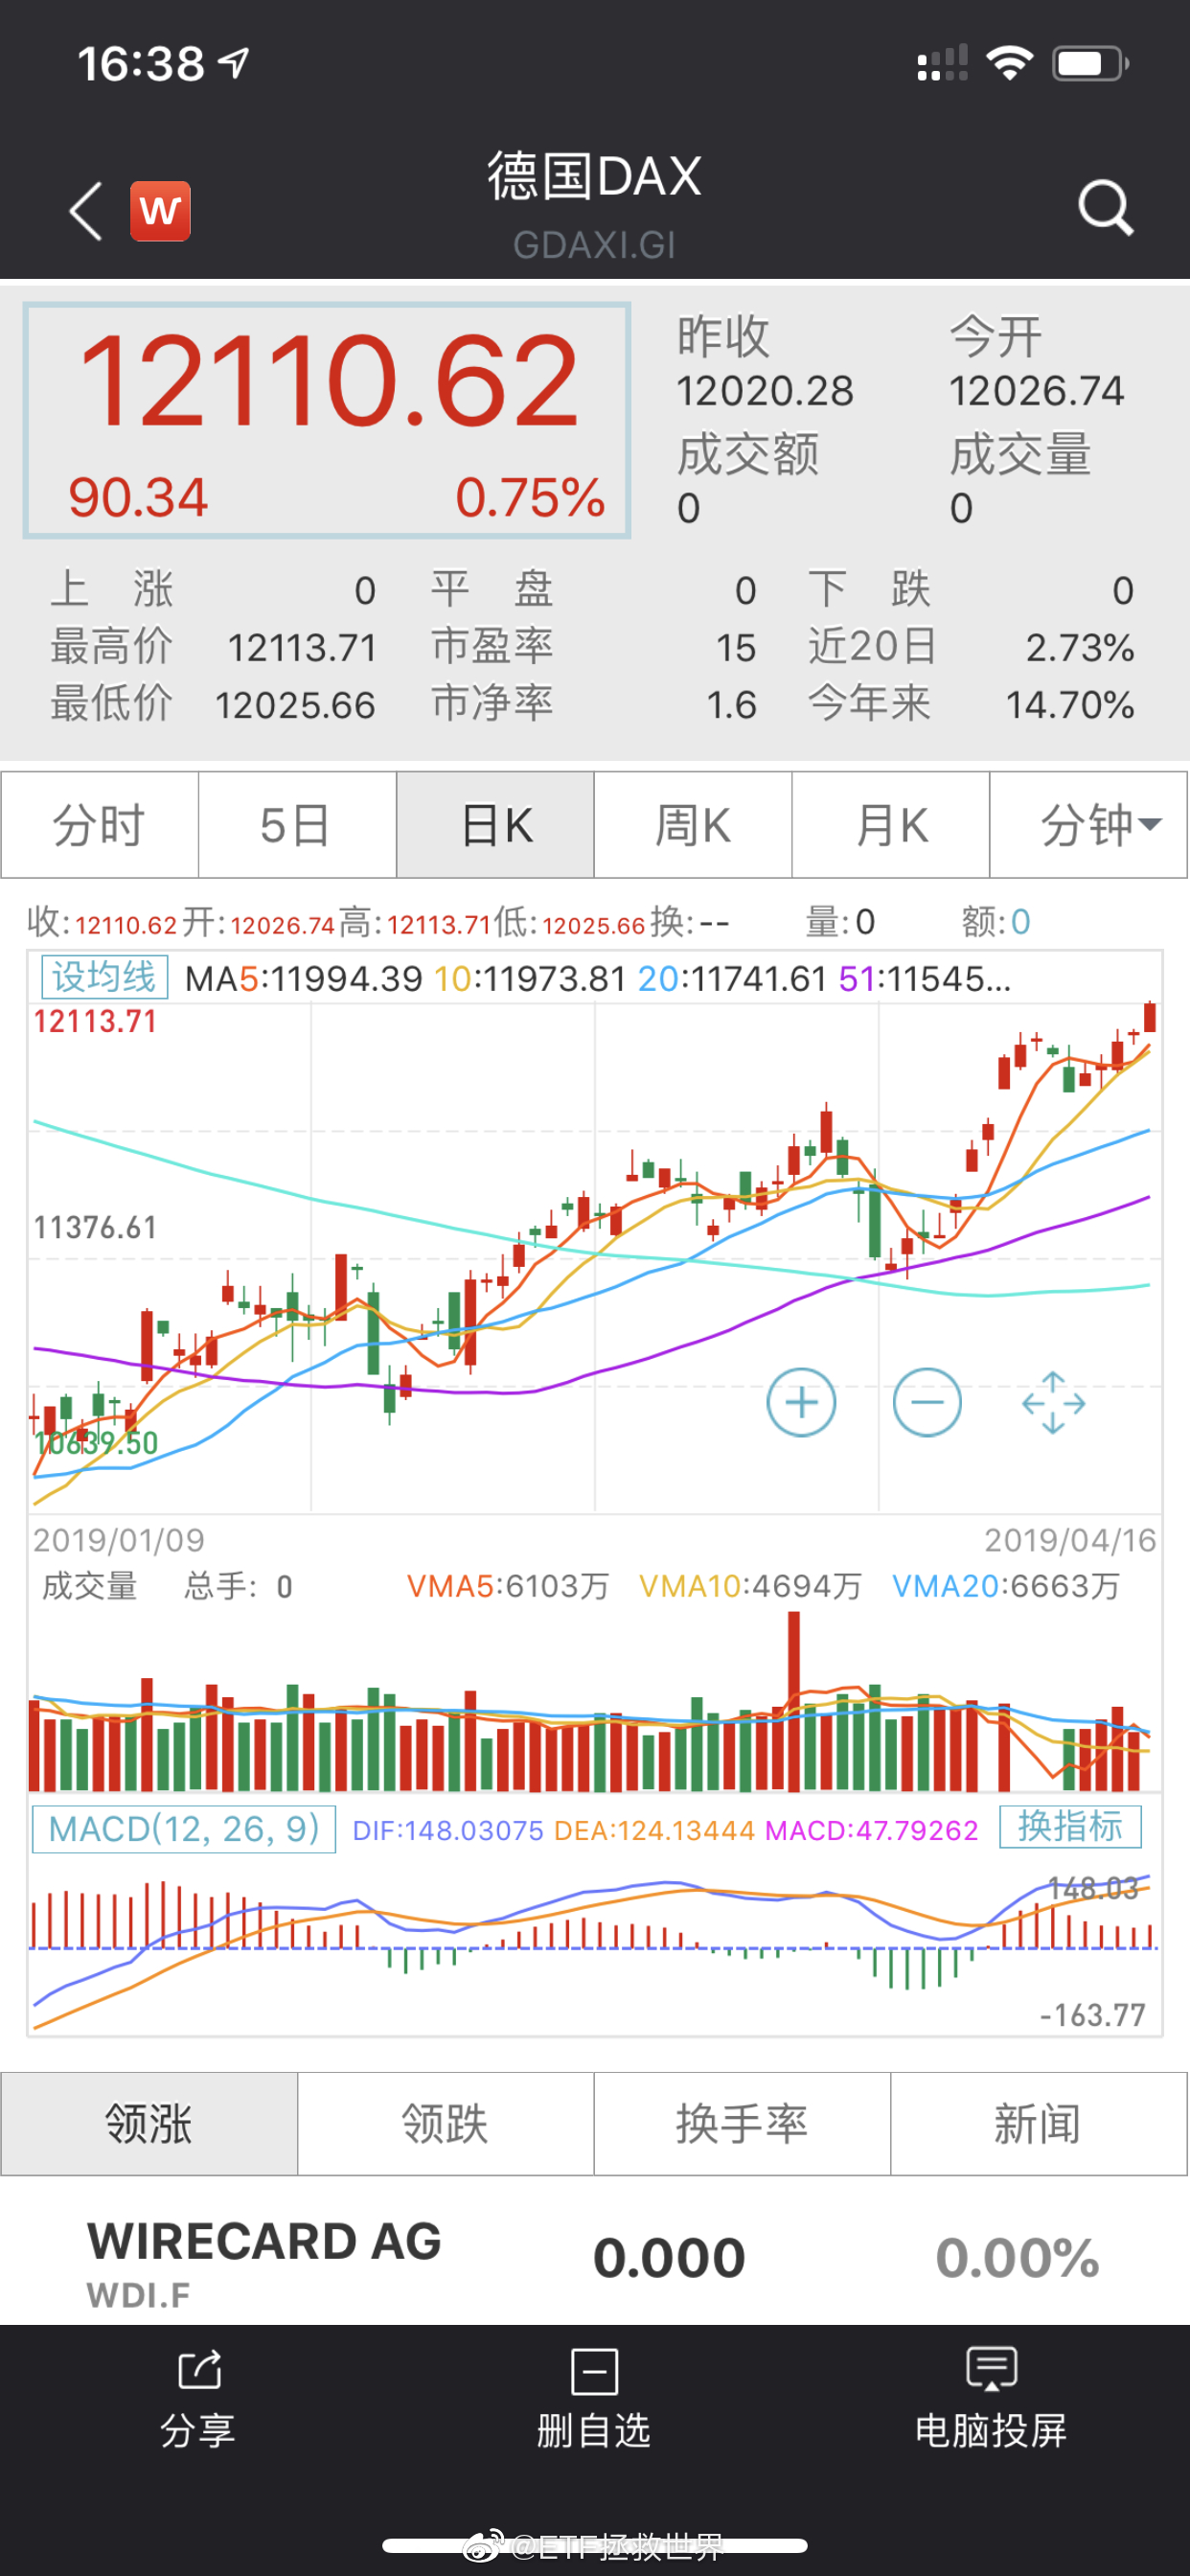 16:38
W
德国DAX
GDAXI.GI
12110.62
90.34 0.75%
昨收 今开
12020.28 12026.74
成交额 成交量
0 0
上 涨 0 平 盘 0 下 跌 0
最高价 12113.71 市盈率 15 近20日 2.73%
最低价 12025.66 市净率 1.6 今年来 14.70%
分时 5日 日K 周K 月K 分钟
收:12110.62 开:12026.74 高:12113.71 低:12025.66 换:-- 量:0 额:0
设均线 MA5:11994.39 10:11973.81 20:11741.61 51:11545...
12113.71
11376.61
10639.50
2019/01/09 2019/04/16
成交量 总手: 0 VMA5:6103万 VMA10:4694万 VMA20:6663万
MACD(12, 26, 9) DIF:148.03075 DEA:124.13444 MACD:47.79262 换指标
148.03
-163.77
领涨 领跌 换手率 新闻
WIRECARD AG 0.000 0.00%
WDI.F
分享 删自选 电脑投屏
@ETF拯救世界